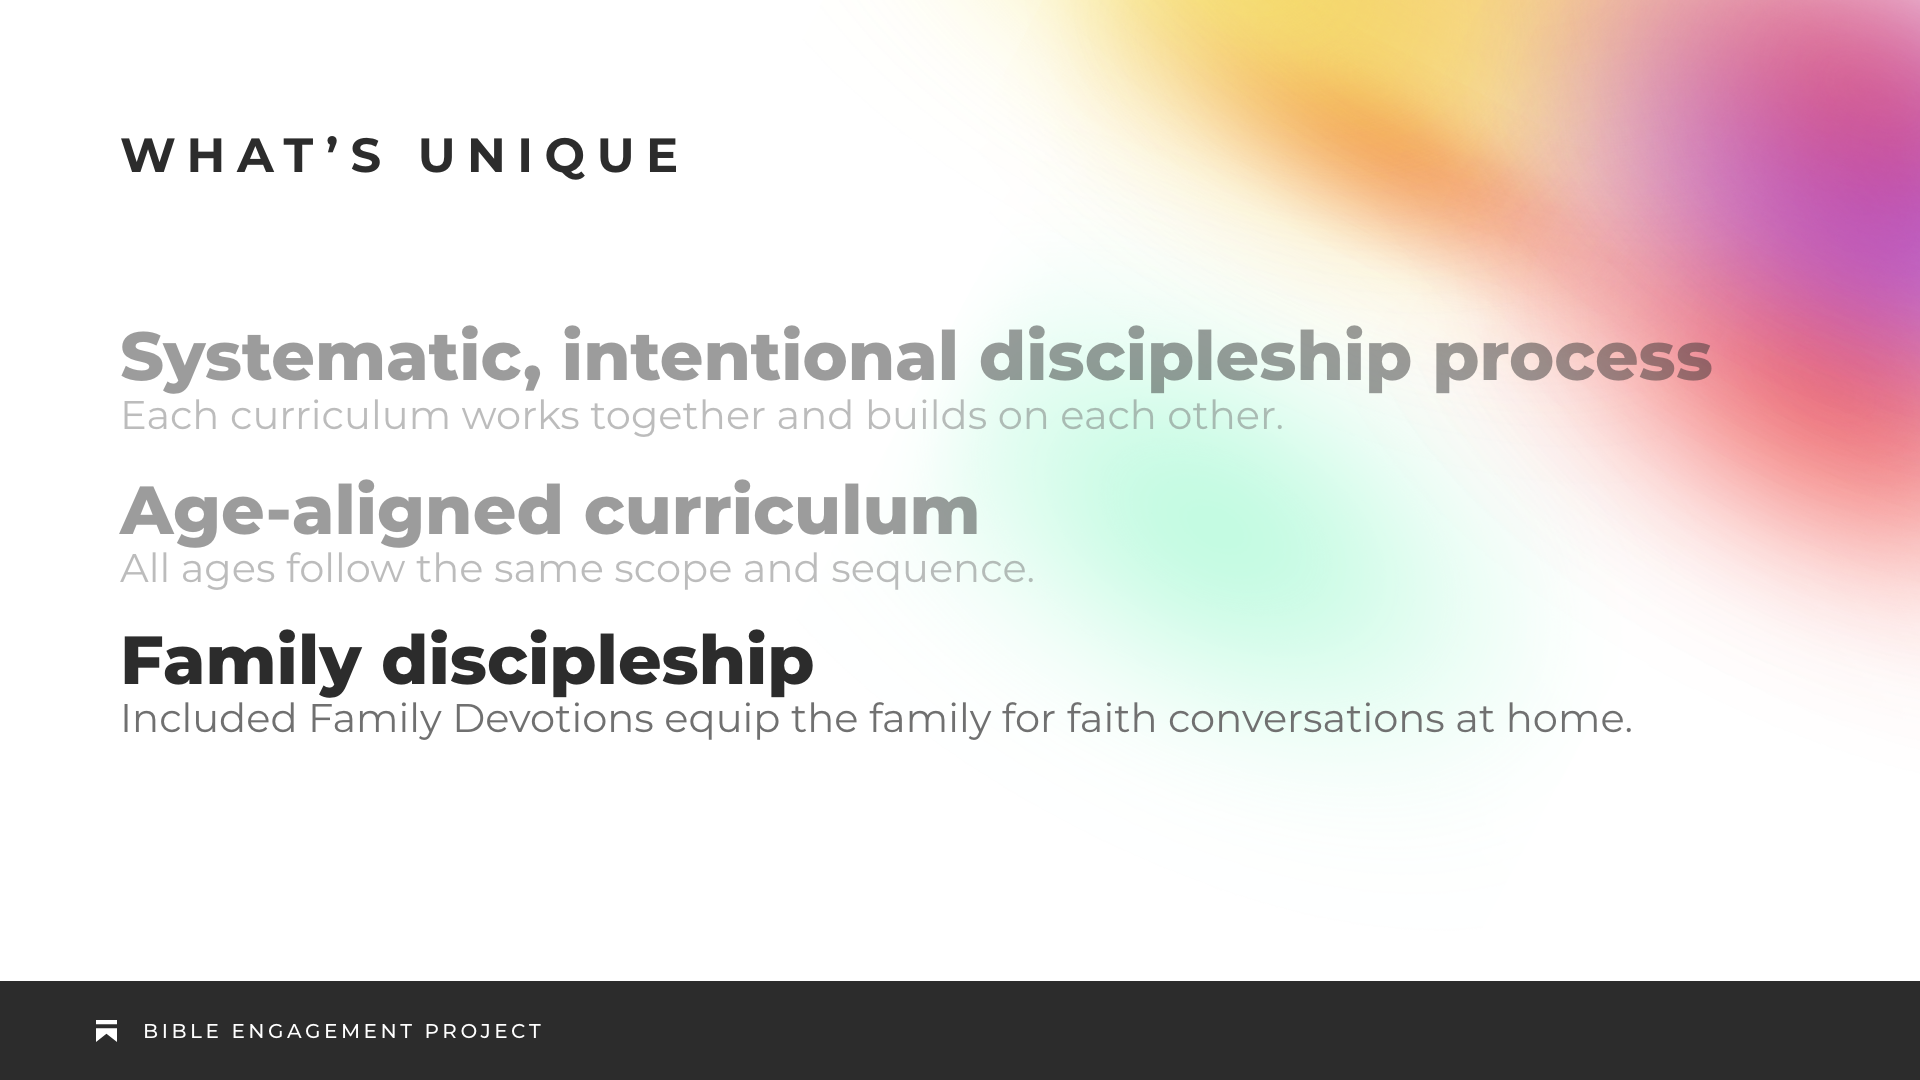 WHAT’S UNIQUE
Systematic, intentional discipleship process
Each curriculum works together and builds on each other.
Age-aligned curriculum
All ages follow the same scope and sequence.
Family discipleship
Included Family Devotions equip the family for faith conversations at home.
BIBLE ENGAGEMENT PROJECT